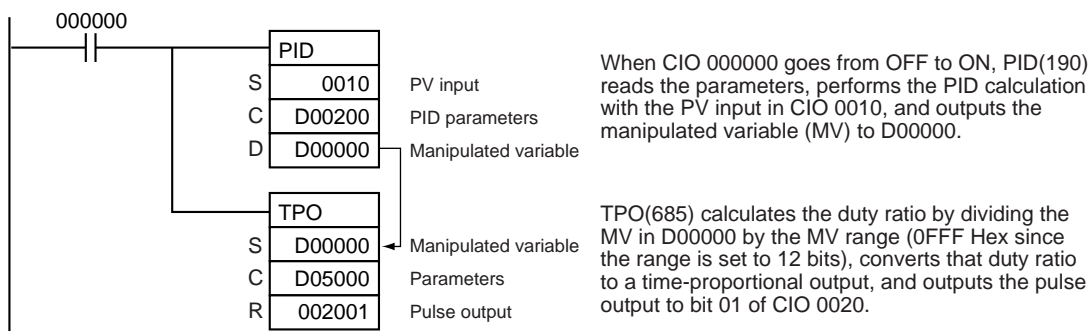 000000
PID
S 0010 PV input
C D00200 PID parameters
D D00000 Manipulated variable
When CIO 000000 goes from OFF to ON, PID(190)
reads the parameters, performs the PID calculation
with the PV input in CIO 0010, and outputs the
manipulated variable (MV) to D00000.
TPO
S D00000 Manipulated variable
C D05000 Parameters
R 002001 Pulse output
TPO(685) calculates the duty ratio by dividing the
MV in D00000 by the MV range (0FFF Hex since
the range is set to 12 bits), converts that duty ratio
to a time-proportional output, and outputs the pulse
output to bit 01 of CIO 0020.